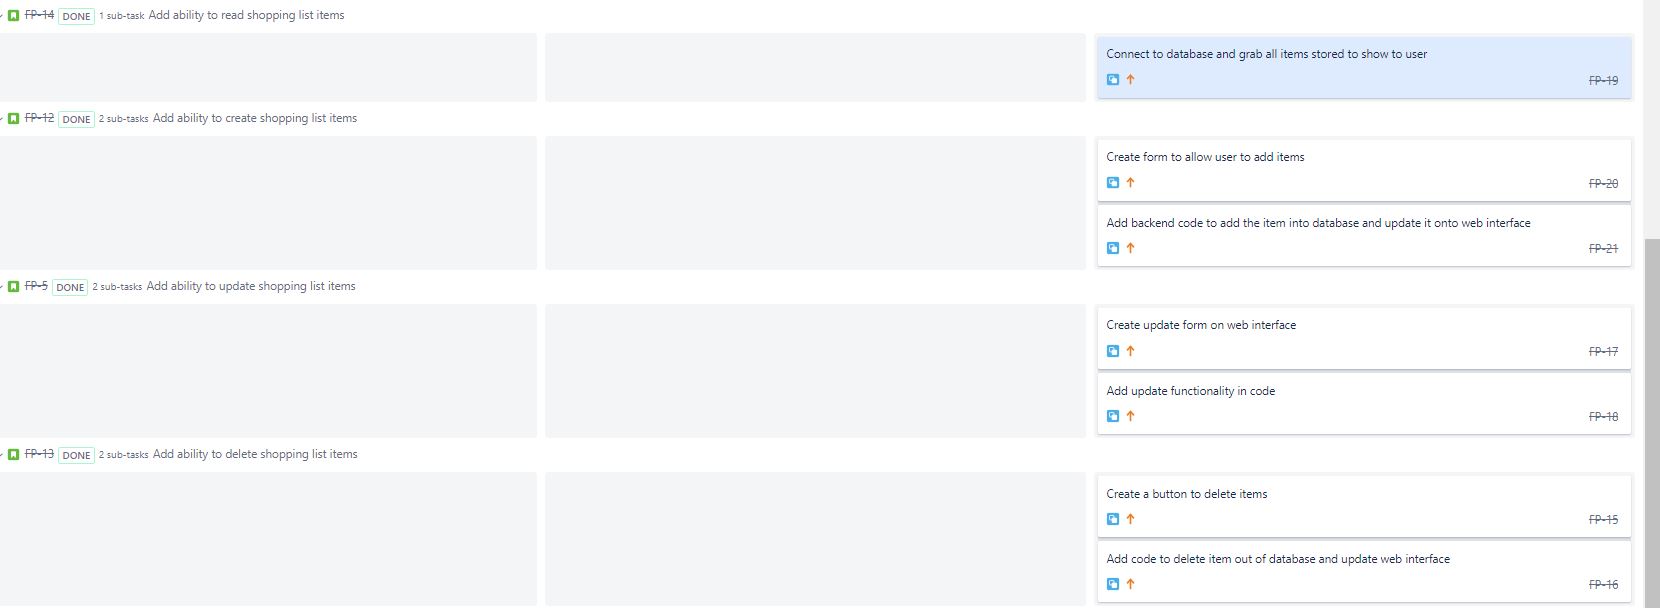 FP-14 DONE 1 sub-task Add ability to read shopping list items
Connect to database and grab all items stored to show to user
FP-19
FP-12 DONE 2 sub-tasks Add ability to create shopping list items
Create form to allow user to add items
FP-20
Add backend code to add the item into database and update it onto web interface
FP-21
FP-5 DONE 2 sub-tasks Add ability to update shopping list items
Create update form on web interface
FP-17
Add update functionality in code
FP-18
FP-13 DONE 2 sub-tasks Add ability to delete shopping list items
Create a button to delete items
FP-15
Add code to delete item out of database and update web interface
FP-16